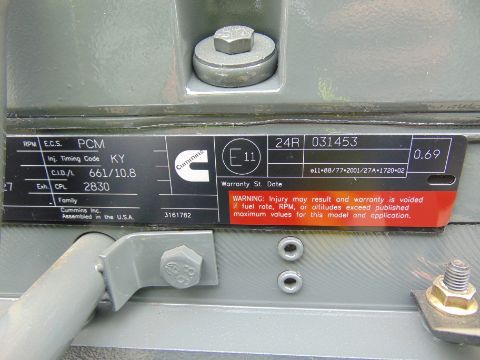 RPM E.C.S. PCM
Inj. Timing Code KY
C.I.D./L 661/10.8
27 Exh. CPL 2830
Family
Cummins Inc.
Assembled in the U.S.A.
3161762
Cummins
E11
24R 031453
e11*88/77*2001/27A*1720*02
0.69
Warranty St. Date
WARNING: Injury may result and warranty is voided
if fuel rate, RPM, or altitudes exceed published
maximum values for this model and application.